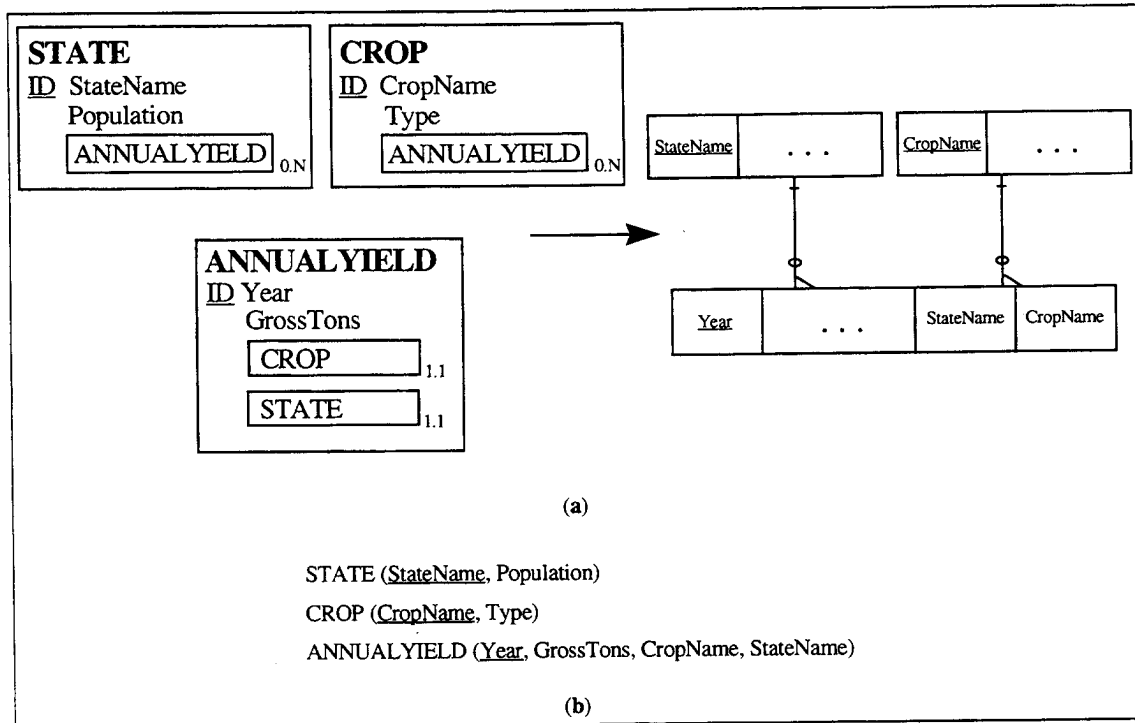 STATE
ID StateName
Population
ANNUALYIELD 0.N
CROP
ID CropName
Type
ANNUALYIELD 0.N
ANNUALYIELD
ID Year
GrossTons
CROP 1.1
STATE 1.1
StateName . . .
CropName . . .
Year . . . StateName CropName
(a)
STATE (StateName, Population)
CROP (CropName, Type)
ANNUALYIELD (Year, GrossTons, CropName, StateName)
(b)